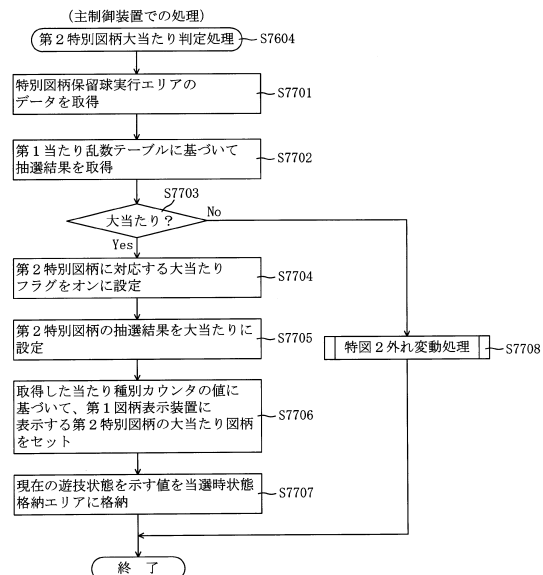 (主制御装置での処理)
第2特別図柄大当たり判定処理
S7604
特別図柄保留球実行エリアの
データを取得
S7701
第1当たり乱数テーブルに基づいて
抽選結果を取得
S7702
S7703
大当たり?
No
Yes
第2特別図柄に対応する大当たり
フラグをオンに設定
S7704
第2特別図柄の抽選結果を大当たりに
設定
S7705
特図2外れ変動処理
S7708
取得した当たり種別カウンタの値に
基づいて、第1図柄表示装置に
表示する第2特別図柄の大当たり図柄
をセット
S7706
現在の遊技状態を示す値を当選時状態
格納エリアに格納
S7707
終 了